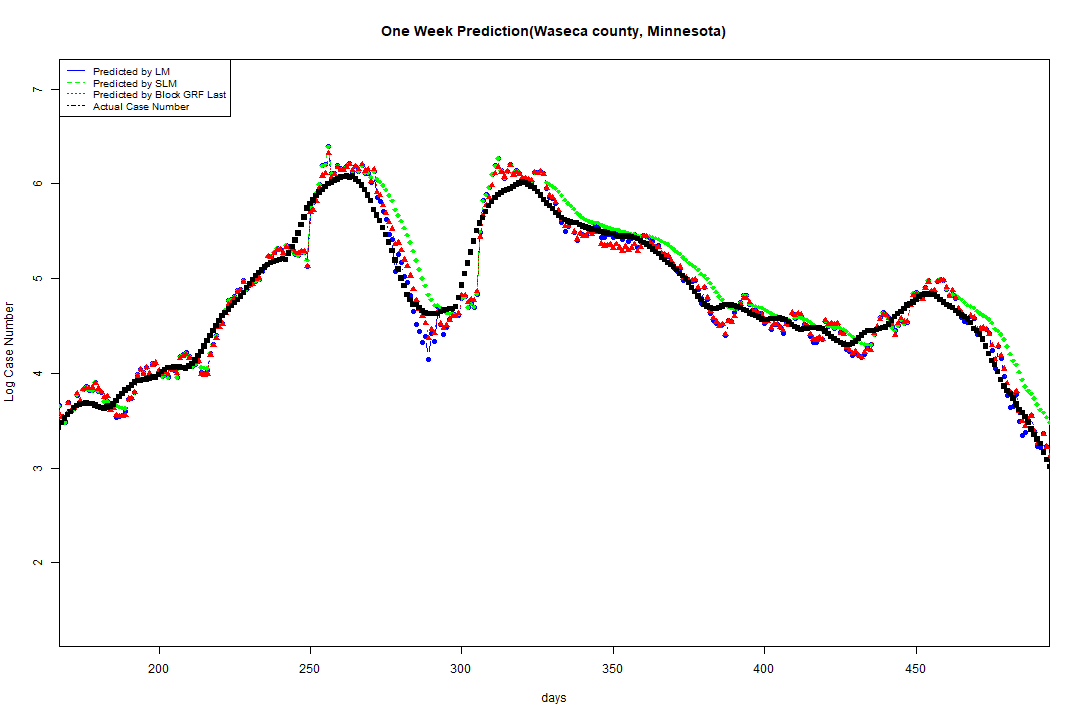 One Week Prediction(Waseca county, Minnesota)
Predicted by LM
Predicted by SLM
Predicted by Block GRF Last
Actual Case Number
Log Case Number
7
6
5
4
3
2
200 250 300 350 400 450
days